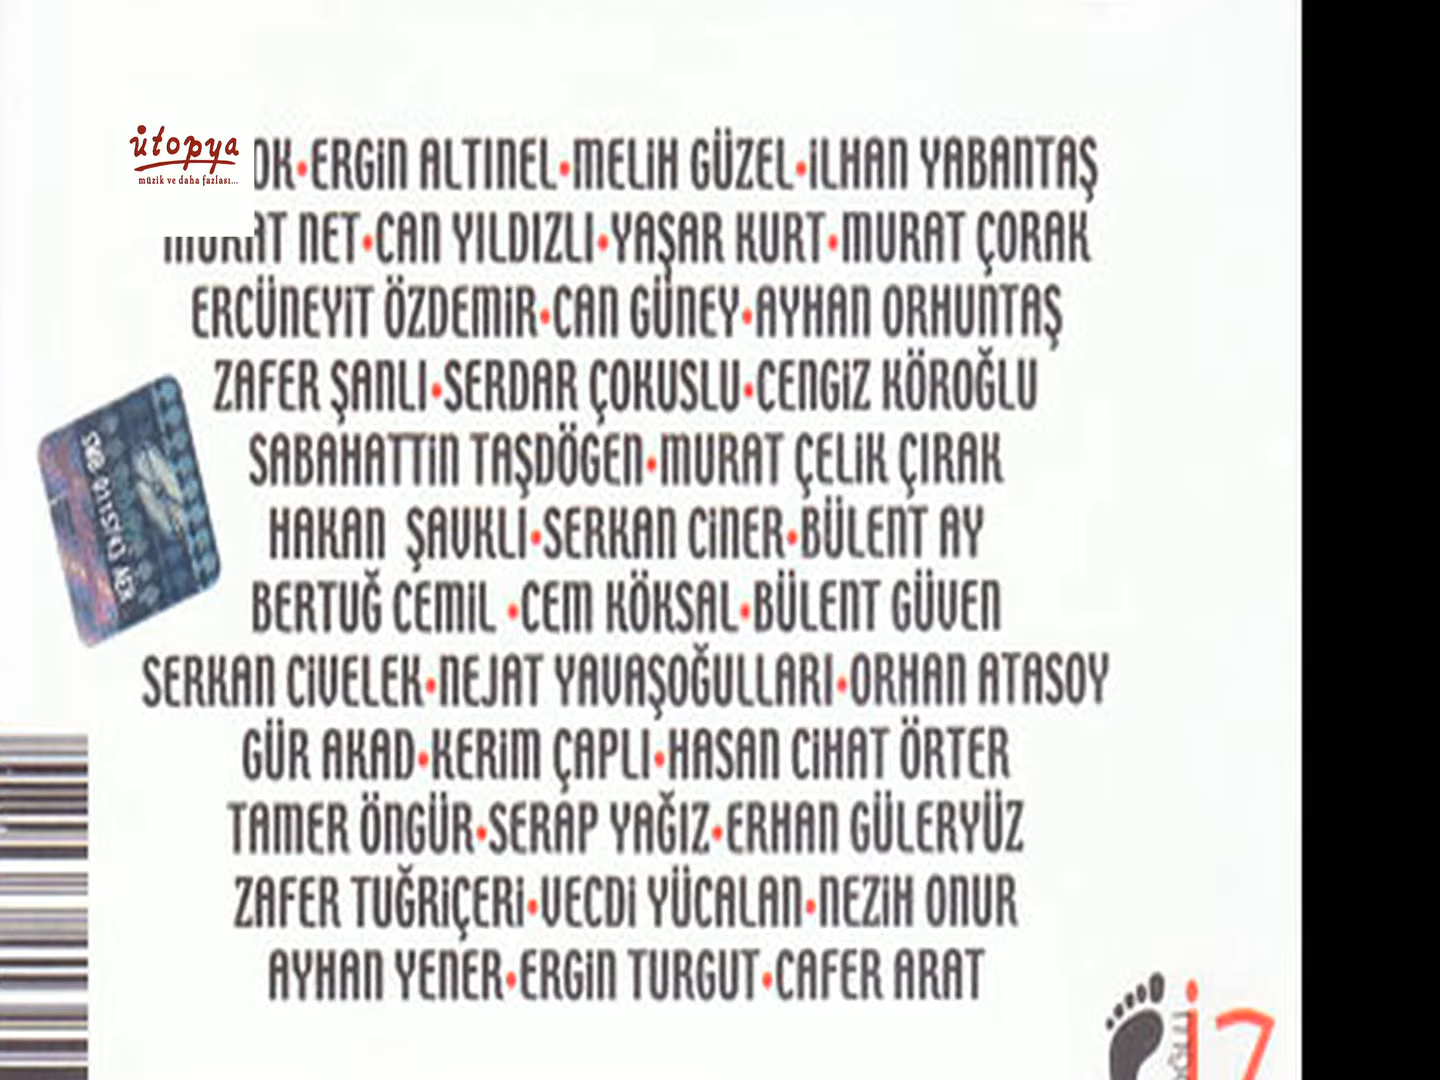 ütopya
müzik ve daha fazlası...
ERGİN ALTINEL•MELİH GÜZEL•İLHAN YABANTAŞ
MURAT NET•CAN YILDIZLI•YAŞAR KURT•MURAT ÇORAK
ERCÜNEYİT ÖZDEMİR•CAN GÜNEY•AYHAN ORHUNTAŞ
ZAFER ŞANLI•SERDAR ÇOKUSLU•CENGİZ KÖROĞLU
SABAHATTİN TAŞDÖGEN•MURAT ÇELİK ÇIRAK
HAKAN ŞAVKLI•SERKAN CİNER•BÜLENT AY
BERTUĞ CEMİL •CEM KÖKSAL•BÜLENT GÜVEN
SERKAN CİVELEK•NEJAT YAVAŞOĞULLARI•ORHAN ATASOY
GÜR AKAD•KERİM ÇAPLI•HASAN CİHAT ÖRTER
TAMER ÖNGÜR•SERAP YAĞIZ•ERHAN GÜLERYÜZ
ZAFER TUĞRİÇERİ•VECDİ YÜCALAN•NEZİH ONUR
AYHAN YENER•ERGİN TURGUT•CAFER ARAT
iz